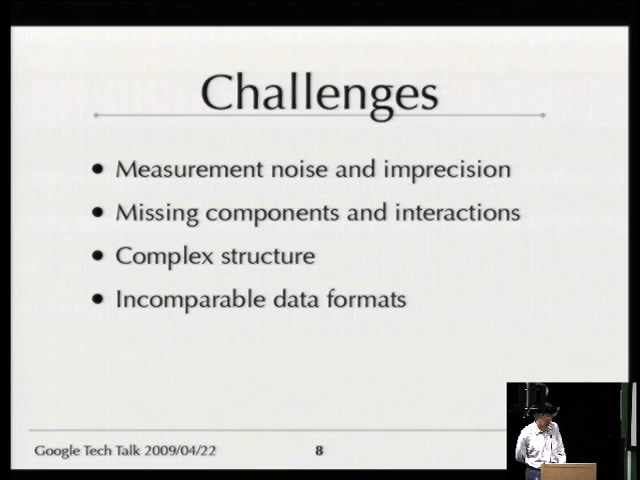 Challenges
• Measurement noise and imprecision
• Missing components and interactions
• Complex structure
• Incomparable data formats
Google Tech Talk 2009/04/22
8